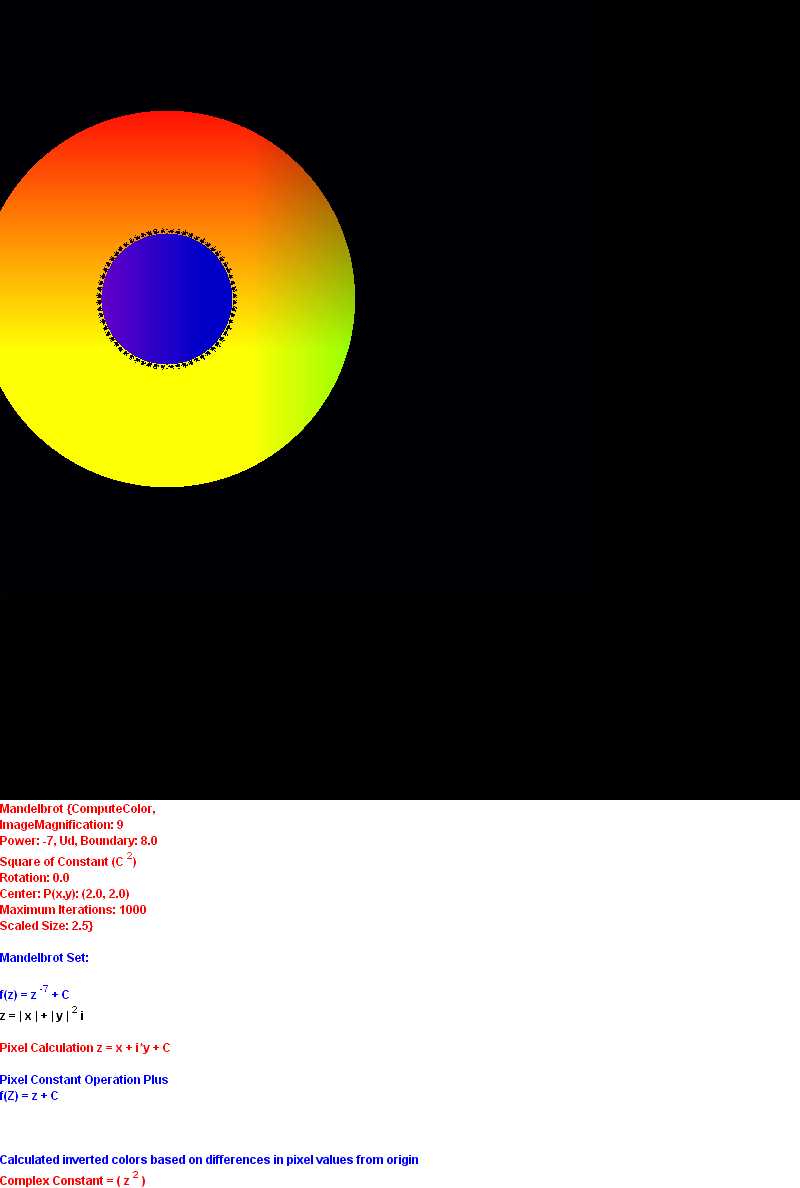 Mandelbrot {ComputeColor,
ImageMagnification: 9
Power: -7, Ud, Boundary: 8.0
Square of Constant (C 2)
Rotation: 0.0
Center: P(x,y): (2.0, 2.0)
Maximum Iterations: 1000
Scaled Size: 2.5}
Mandelbrot Set:
f(z) = z -7 + C
z = | x | + | y | 2 i
Pixel Calculation z = x + i*y + C
Pixel Constant Operation Plus
f(Z) = z + C
Calculated inverted colors based on differences in pixel values from origin
Complex Constant = ( z 2 )